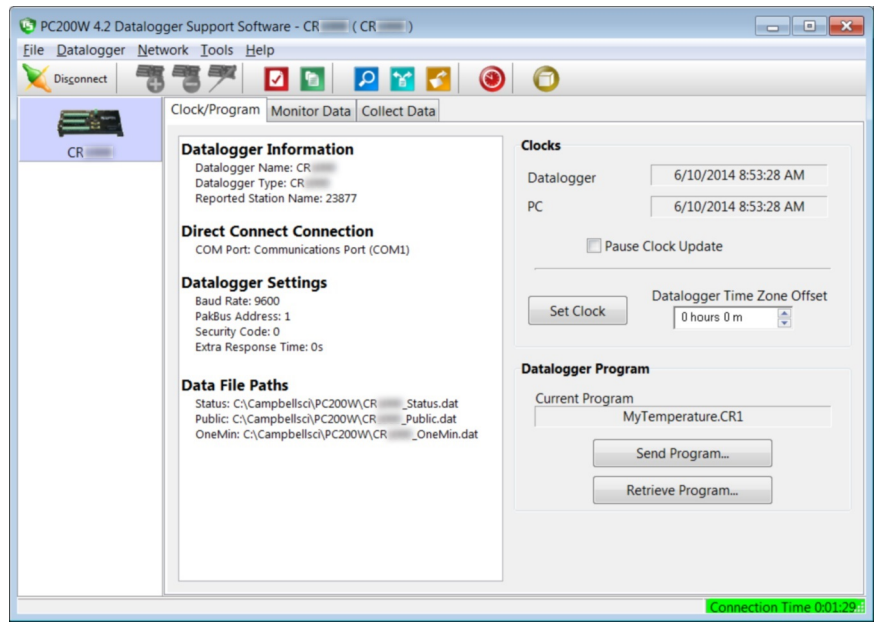 PC200W 4.2 Datalogger Support Software - CR ( CR )
File Datalogger Network Tools Help
Disconnect
CR
Clock/Program Monitor Data Collect Data
Datalogger Information
Datalogger Name: CR
Datalogger Type: CR
Reported Station Name: 23877
Direct Connect Connection
COM Port: Communications Port (COM1)
Datalogger Settings
Baud Rate: 9600
PakBus Address: 1
Security Code: 0
Extra Response Time: 0s
Data File Paths
Status: C:\Campbellsci\PC200W\CR _Status.dat
Public: C:\Campbellsci\PC200W\CR _Public.dat
OneMin: C:\Campbellsci\PC200W\CR _OneMin.dat
Clocks
Datalogger 6/10/2014 8:53:28 AM
PC 6/10/2014 8:53:28 AM
Pause Clock Update
Datalogger Time Zone Offset
Set Clock 0 hours 0 m
Datalogger Program
Current Program
MyTemperature.CR1
Send Program...
Retrieve Program...
Connection Time 0:01:29